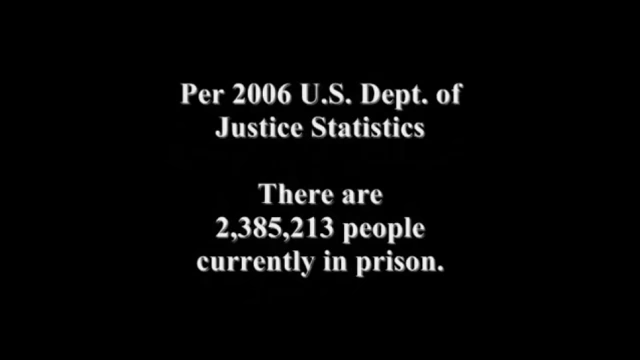 Per 2006 U.S. Dept. of
Justice Statistics
There are
2,385,213 people
currently in prison.